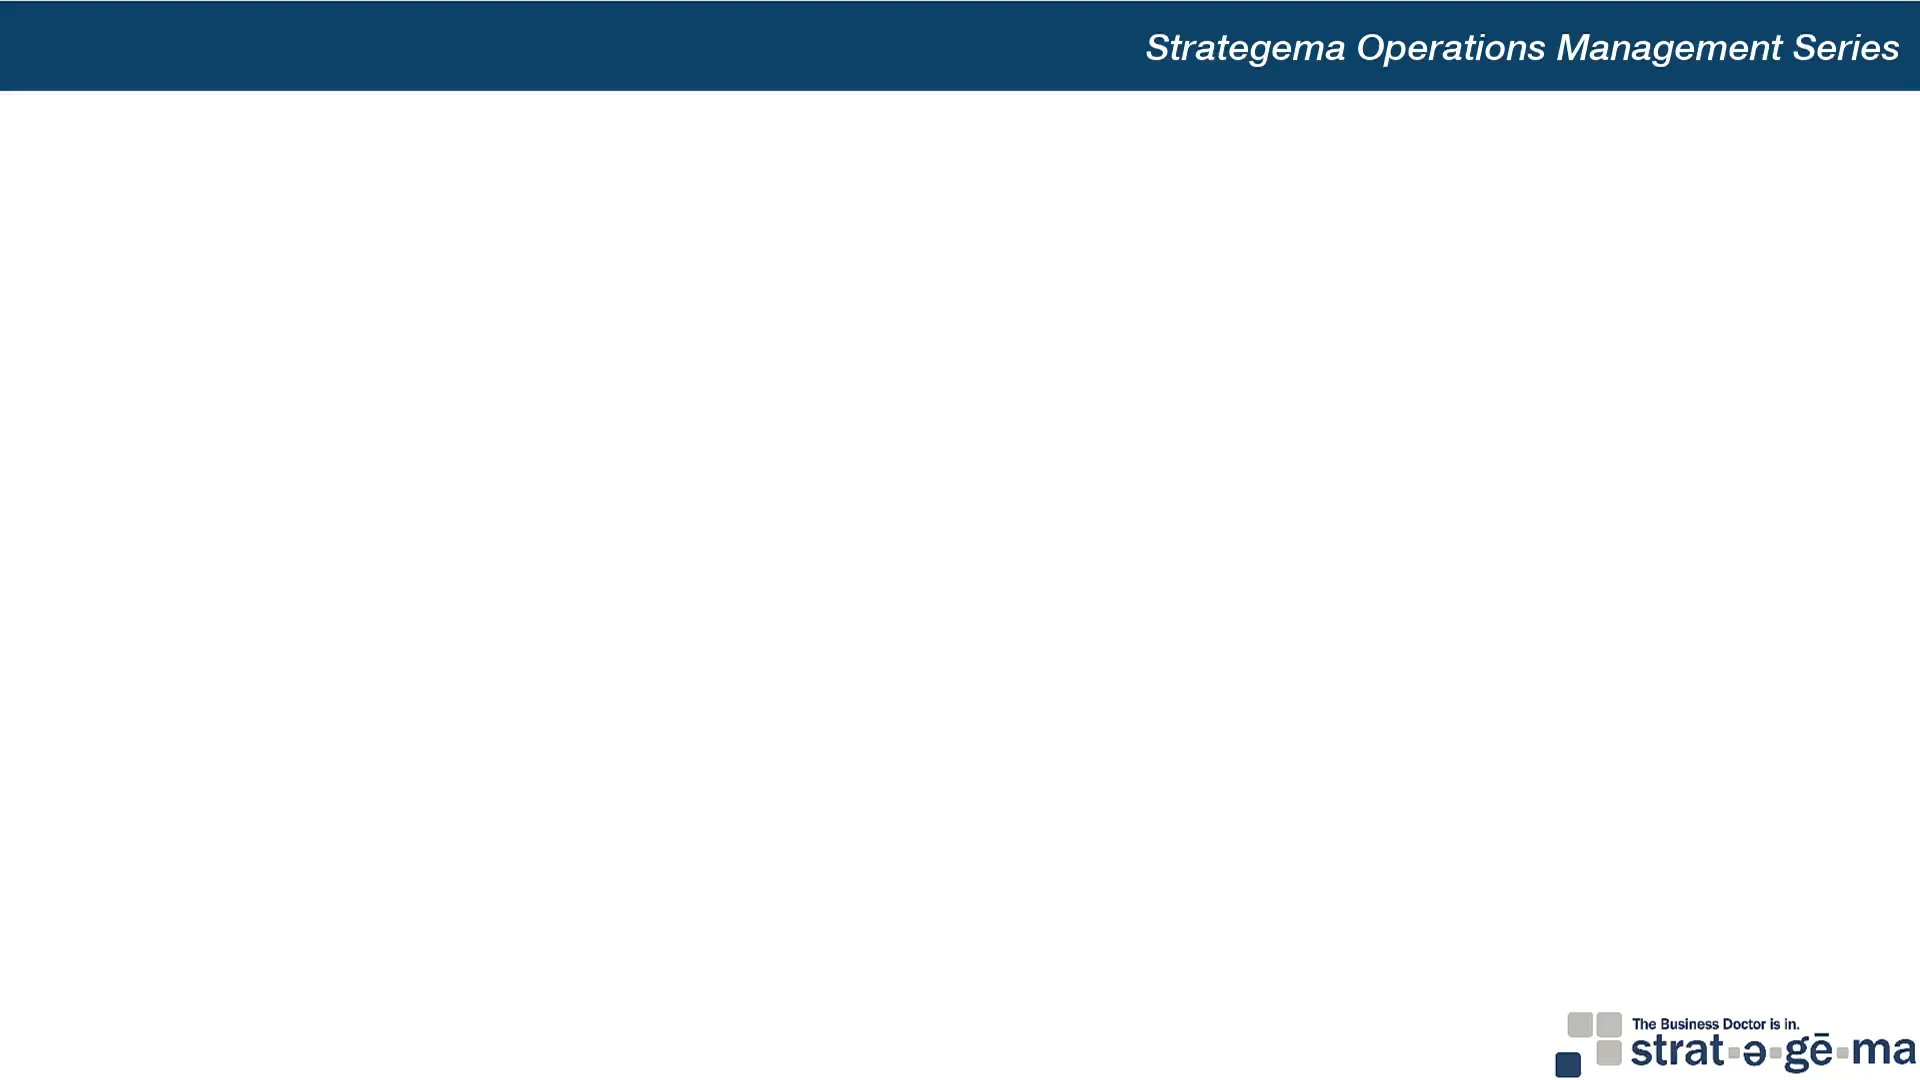 Strategema Operations Management Series
The Business Doctor is in.
strat-ə-gē-ma